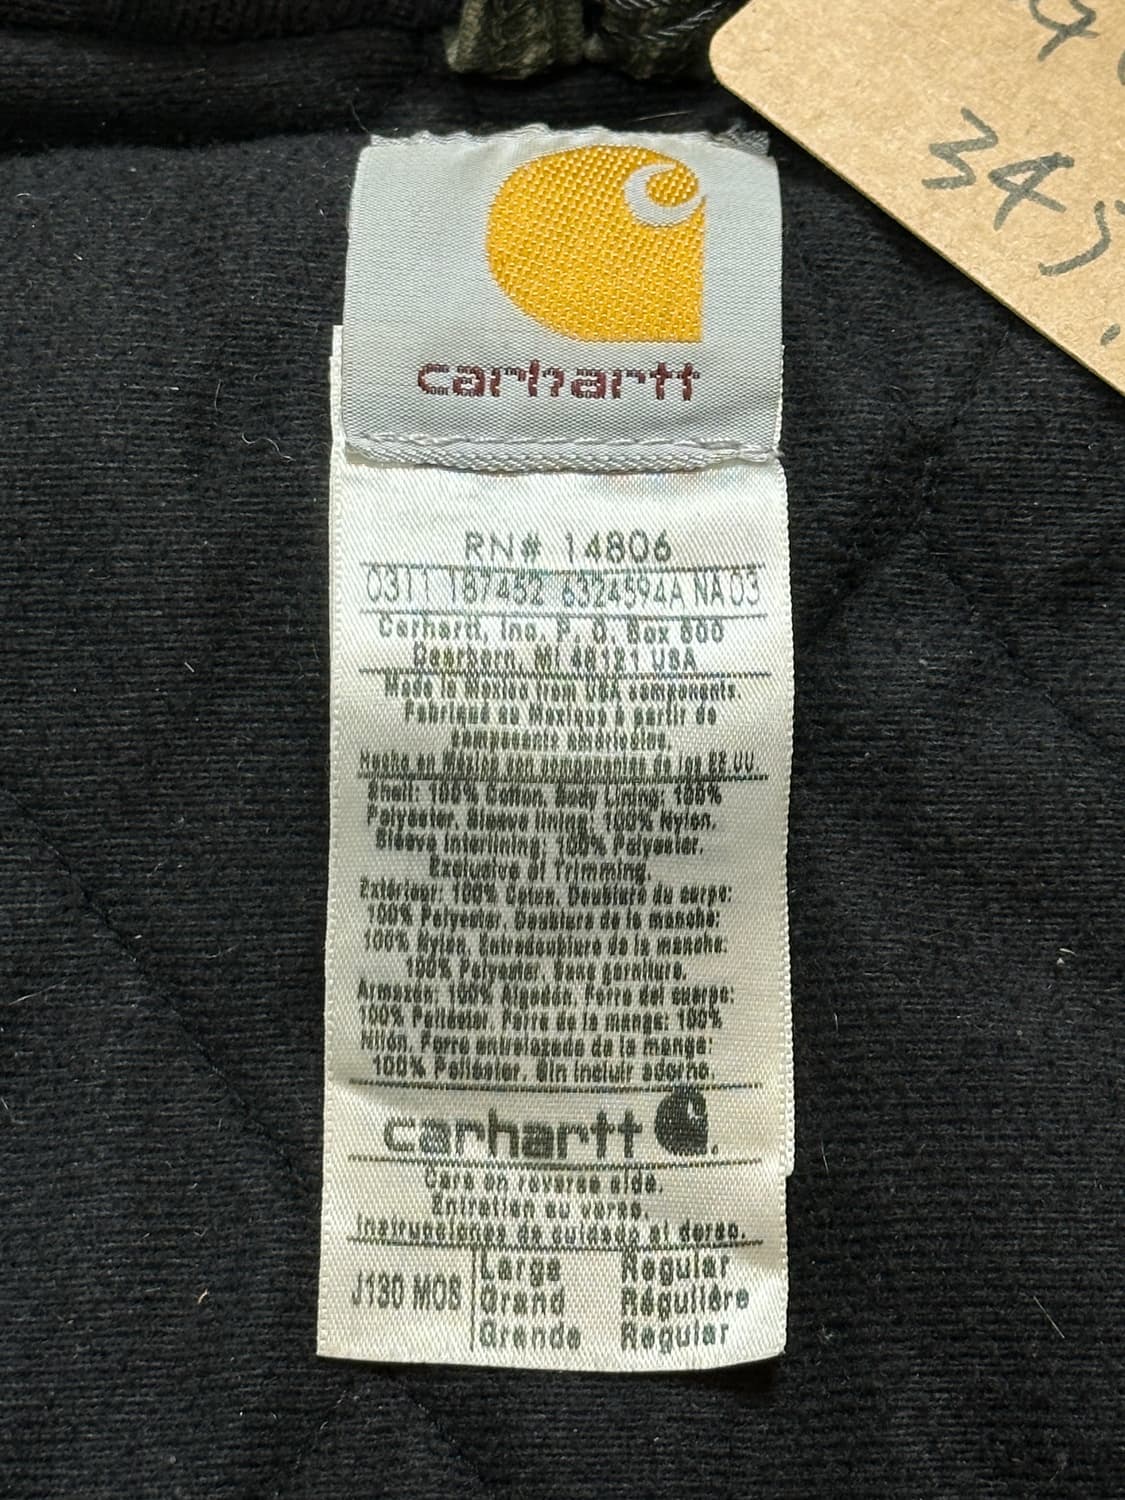 345
carhartt
RN# 14806
0311 187452 6324594A NA 03
Carhartt, Inc. P. O. Box 600
Dearborn, MI 48121 USA
Made in Mexico from USA components.
Fabriqué au Mexique à partir de
composants américains.
Hecho en México con componentes de los EE.UU.
Shell: 100% Cotton. Body Lining: 100%
Polyester. Sleeve lining: 100% Nylon.
Sleeve Interlining: 100% Polyester.
Exclusive of Trimming.
Extérieur: 100% Coton. Doublure du corps:
100% Polyester. Doublure de la manche:
100% Nylon. Entredoublure de la manche:
100% Polyester. Sans garniture.
Armazón: 100% Algodón. Forro del cuerpo:
100% Poliéster. Forro de la manga: 100%
Nilón. Forro entrelazado de la manga:
100% Poliester. Sin incluir adorno.
carhartt
Care on reverse side.
Entretien au verso.
Instrucciones de cuidado al dorso.
J130 MOS Large Regular
Grand Régulière
Grande Regular